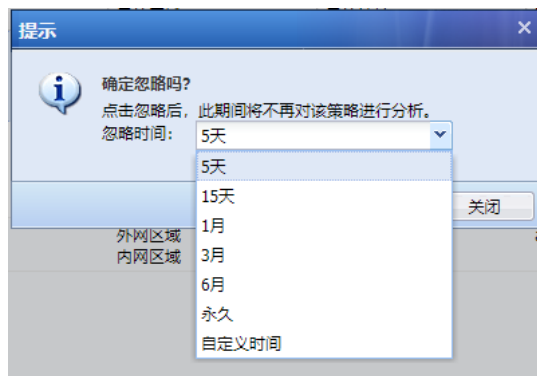 提示
确定忽略吗?
点击忽略后，此期间将不再对该策略进行分析。
忽略时间： 5天
5天
15天
1月
3月
6月
永久
自定义时间
关闭
外网区域
内网区域